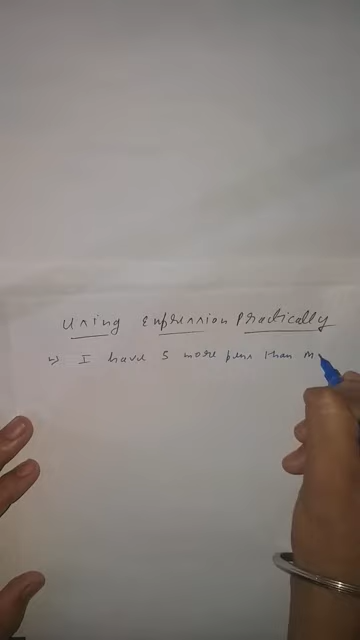 Using Expression Practically
=> I have 5 more pens than M